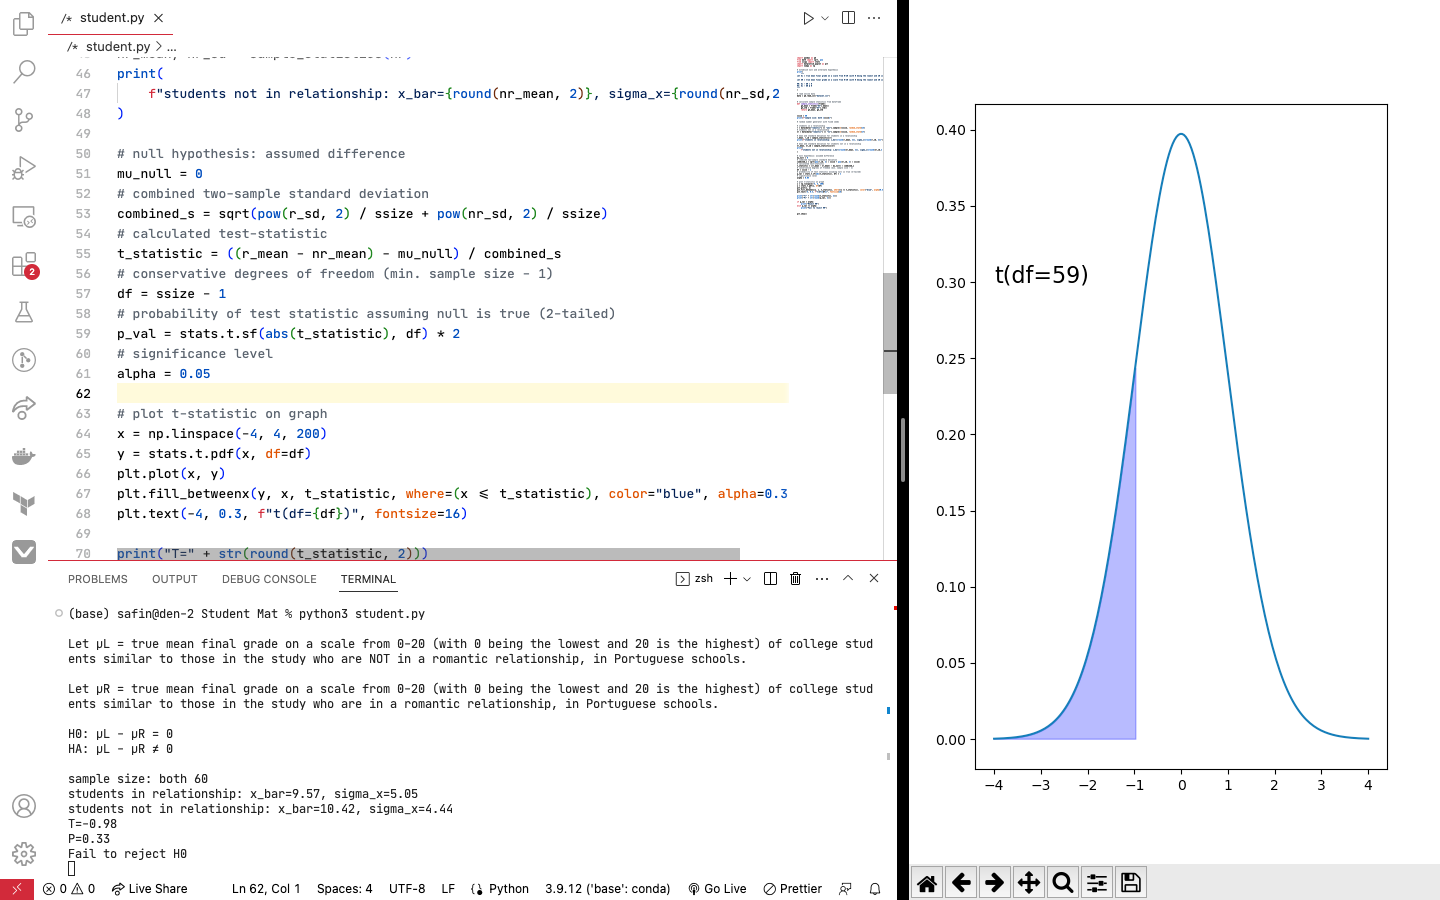 student.py
student.py > ...
46 print(
47 f"students not in relationship: x_bar={round(nr_mean, 2)}, sigma_x={round(nr_sd,2
48 )
49
50 # null hypothesis: assumed difference
51 mu_null = 0
52 # combined two-sample standard deviation
53 combined_s = sqrt(pow(r_sd, 2) / ssize + pow(nr_sd, 2) / ssize)
54 # calculated test-statistic
55 t_statistic = ((r_mean - nr_mean) - mu_null) / combined_s
56 # conservative degrees of freedom (min. sample size - 1)
57 df = ssize - 1
58 # probability of test statistic assuming null is true (2-tailed)
59 p_val = stats.t.sf(abs(t_statistic), df) * 2
60 # significance level
61 alpha = 0.05
62
63 # plot t-statistic on graph
64 x = np.linspace(-4, 4, 200)
65 y = stats.t.pdf(x, df=df)
66 plt.plot(x, y)
67 plt.fill_betweenx(y, x, t_statistic, where=(x ≤ t_statistic), color="blue", alpha=0.3
68 plt.text(-4, 0.3, f"t(df={df})", fontsize=16)
69
70 print("T=" + str(round(t_statistic, 2)))
2
PROBLEMS OUTPUT DEBUG CONSOLE TERMINAL zsh
(base) safin@den-2 Student Mat % python3 student.py
Let μL = true mean final grade on a scale from 0-20 (with 0 being the lowest and 20 is the highest) of college stud
ents similar to those in the study who are NOT in a romantic relationship, in Portuguese schools.
Let μR = true mean final grade on a scale from 0-20 (with 0 being the lowest and 20 is the highest) of college stud
ents similar to those in the study who are in a romantic relationship, in Portuguese schools.
H0: μL - μR = 0
HA: μL - μR ≠ 0
sample size: both 60
students in relationship: x_bar=9.57, sigma_x=5.05
students not in relationship: x_bar=10.42, sigma_x=4.44
T=-0.98
P=0.33
Fail to reject H0
0 0 Live Share Ln 62, Col 1 Spaces: 4 UTF-8 LF Python 3.9.12 ('base': conda) Go Live Prettier
0.40
0.35
t(df=59)
0.30
0.25
0.20
0.15
0.10
0.05
0.00
−4 −3 −2 −1 0 1 2 3 4